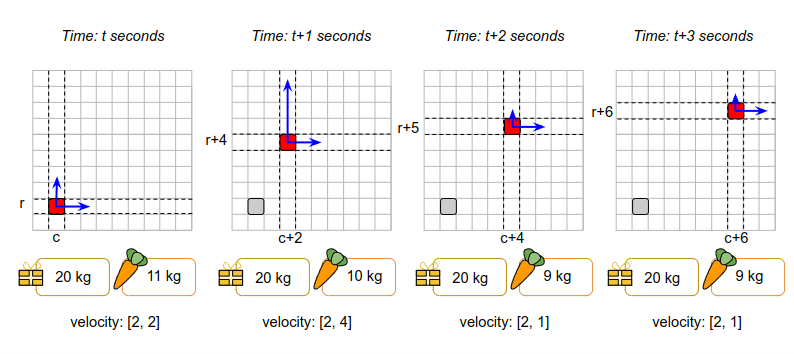 Time: t seconds
Time: t+1 seconds
Time: t+2 seconds
Time: t+3 seconds
r
r+4
r+5
r+6
c
c+2
c+4
c+6
20 kg
11 kg
20 kg
10 kg
20 kg
9 kg
20 kg
9 kg
velocity: [2, 2]
velocity: [2, 4]
velocity: [2, 1]
velocity: [2, 1]